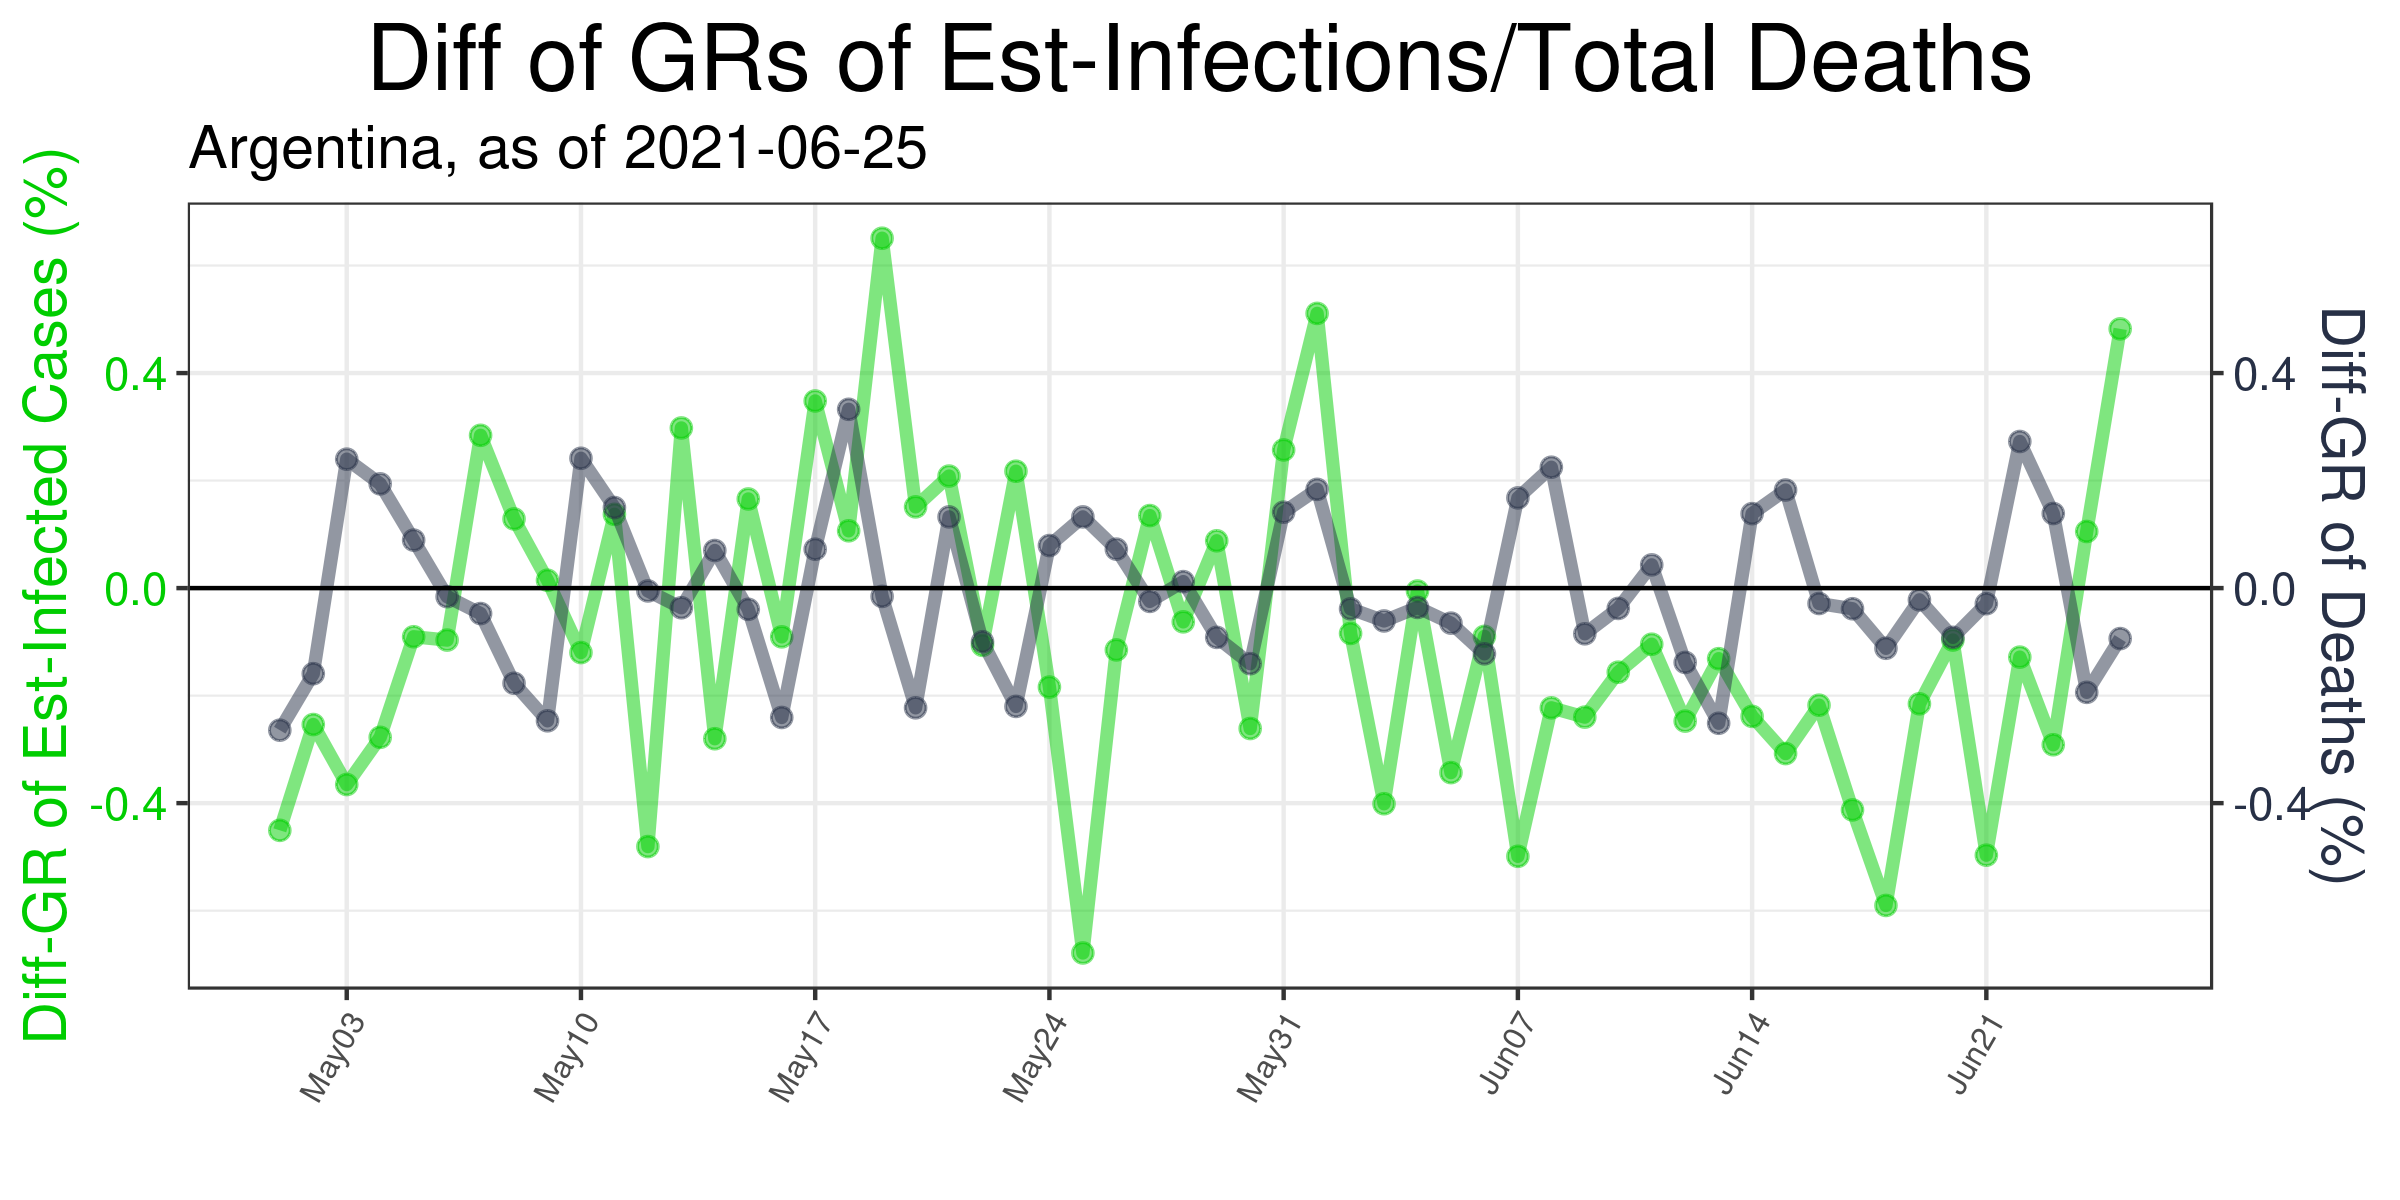 Diff of GRs of Est-Infections/Total Deaths
Argentina, as of 2021-06-25
Diff-GR of Est-Infected Cases (%)
0.4
0.0
-0.4
0.4
0.0
-0.4
Diff-GR of Deaths (%)
May03
May10
May17
May24
May31
Jun07
Jun14
Jun21